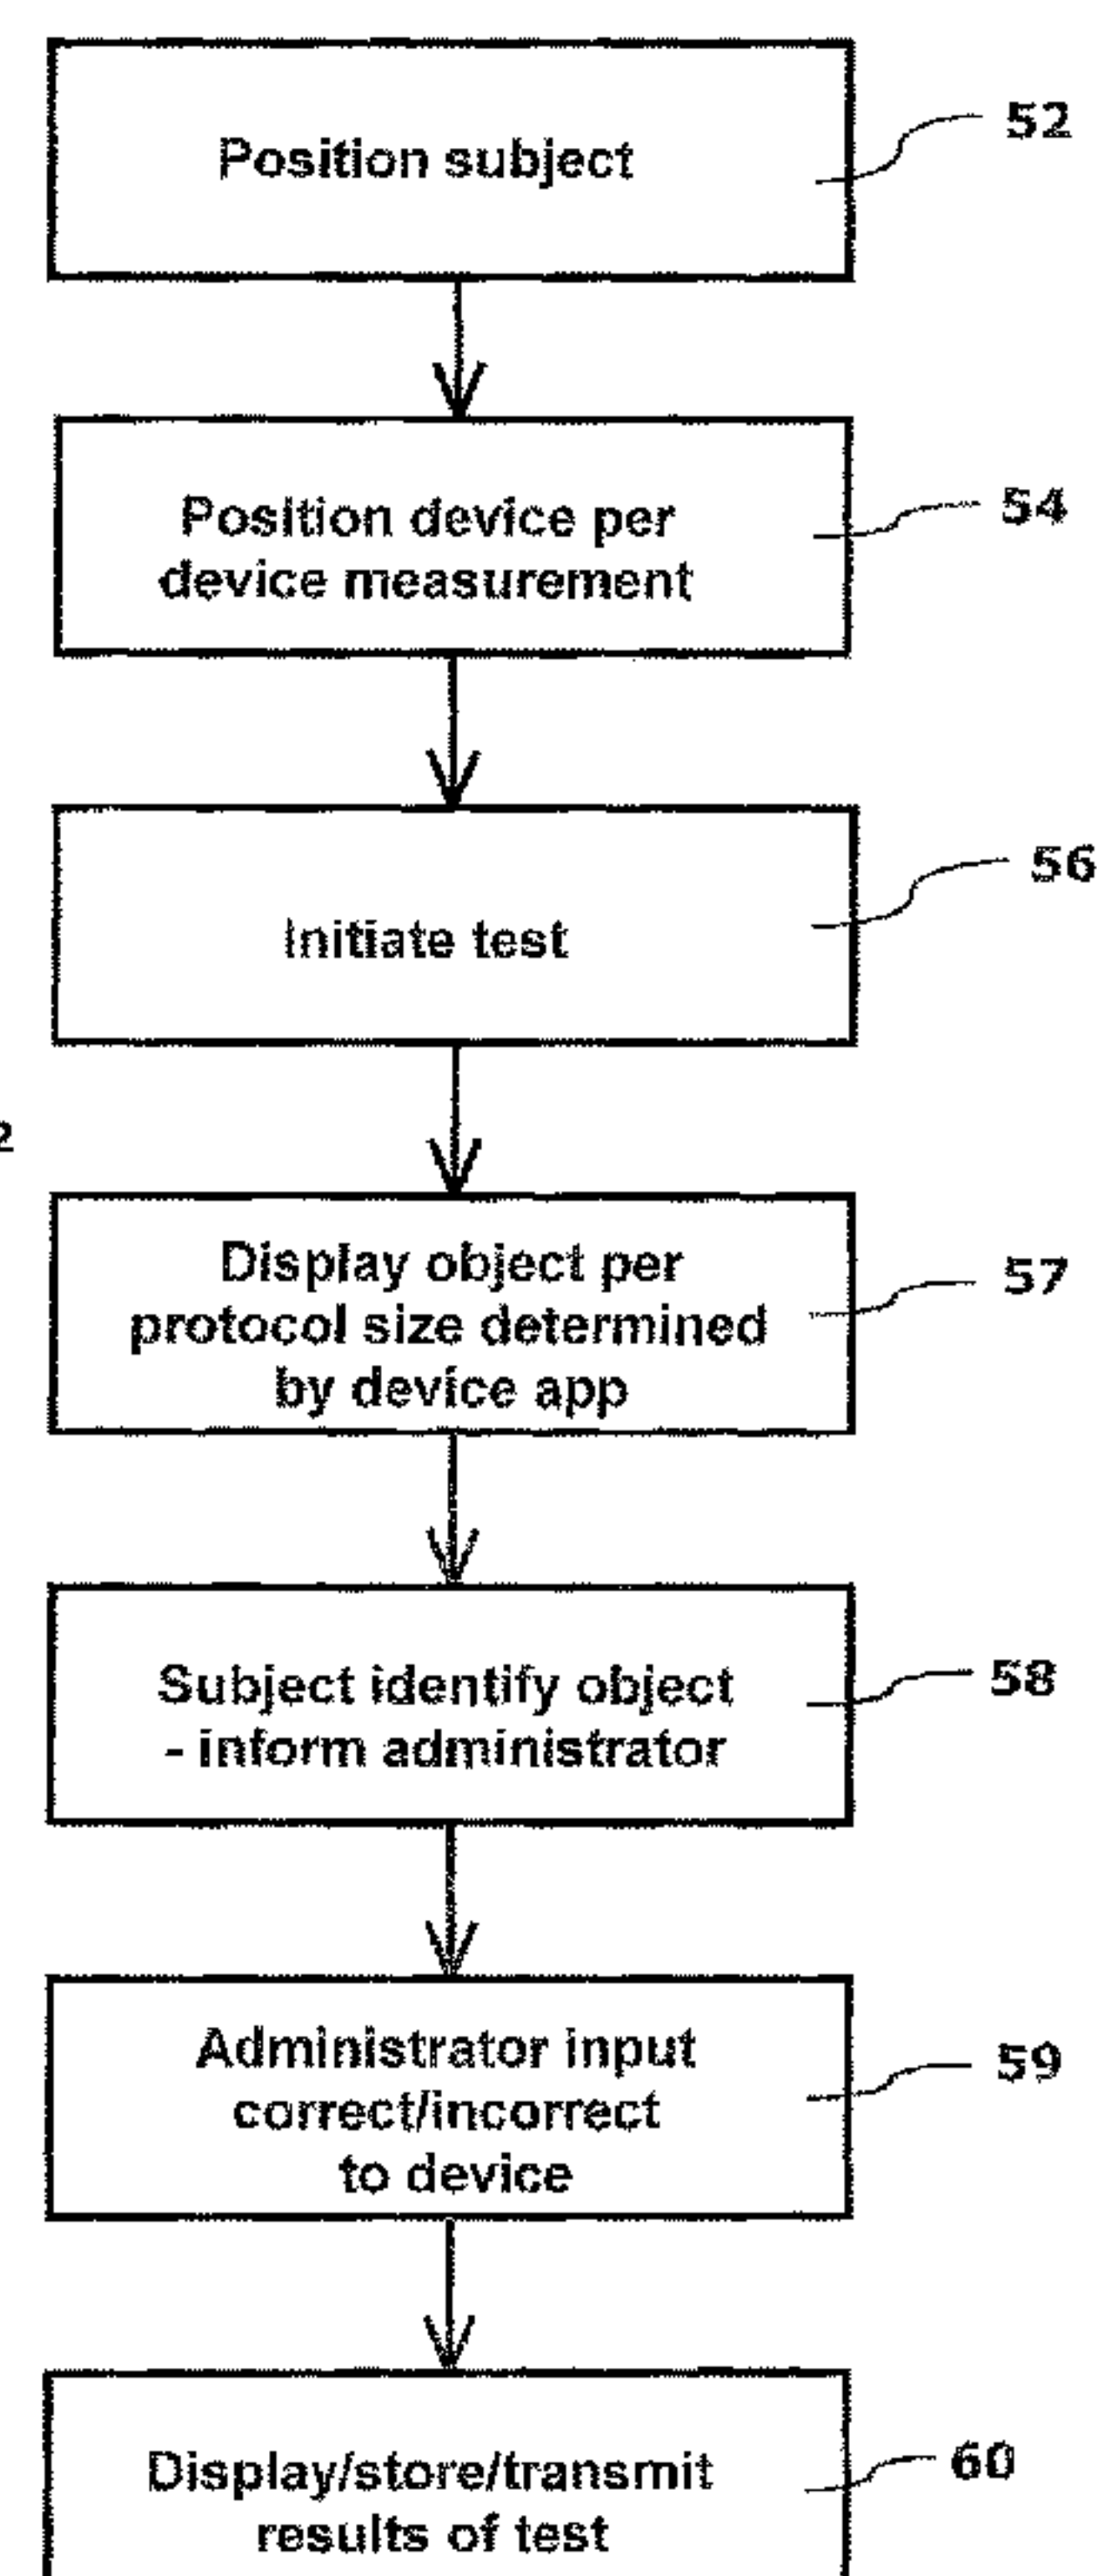 Position subject
52
Position device per
device measurement
54
Initiate test
56
2
Display object per
protocol size determined
by device app
57
Subject identify object
- inform administrator
58
Administrator input
correct/incorrect
to device
59
Display/store/transmit
results of test
60